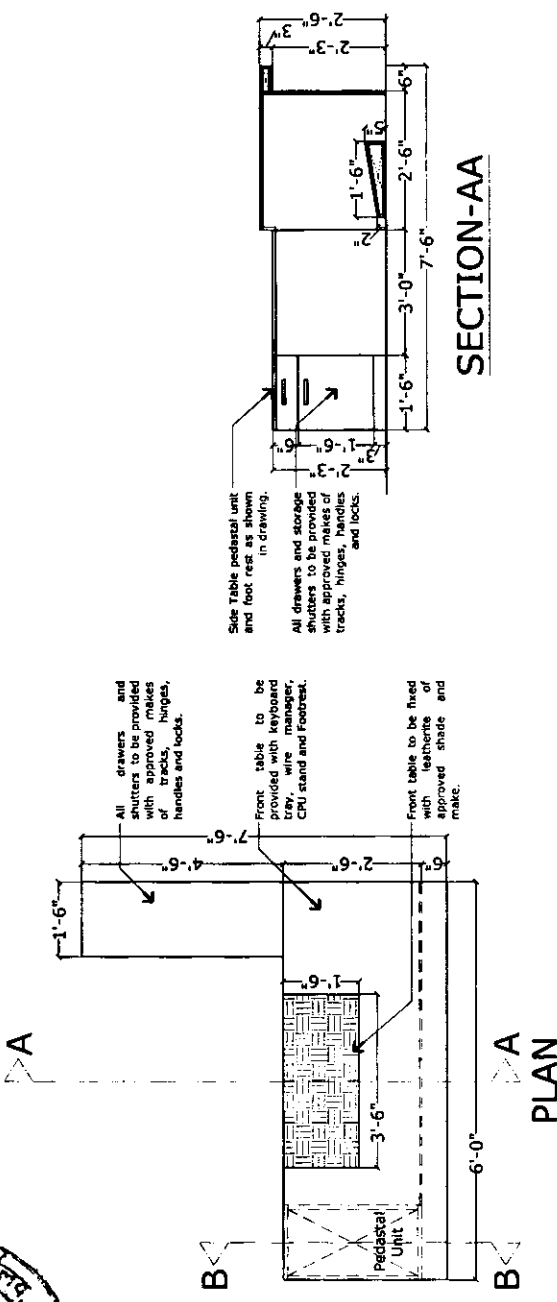 A
A
B
B
PLAN
Pedastal
Unit
6'-0"
3'-6"
1'-6"
1'-6"
4'-6"
2'-6"
6"
7'-6"
All drawers and
shutters to be provided
with approved makes
of tracks, hinges,
handles and locks.
Front table to be
provided with keyboard
tray, wire manager,
CPU stand and Footrest.
Front table to be fixed
with leatherite of
approved shade and
make.
Side Table pedastal unit
and foot rest as shown
in drawing.
All drawers and storage
shutters to be provided
with approved makes of
tracks, hinges, handles
and locks.
2'-3"
6"
1'-6"
3"
1'-6"
3'-0"
2'-6"
6"
7'-6"
2"
1'-6"
5"
3"
2'-3"
2'-6"
SECTION-AA